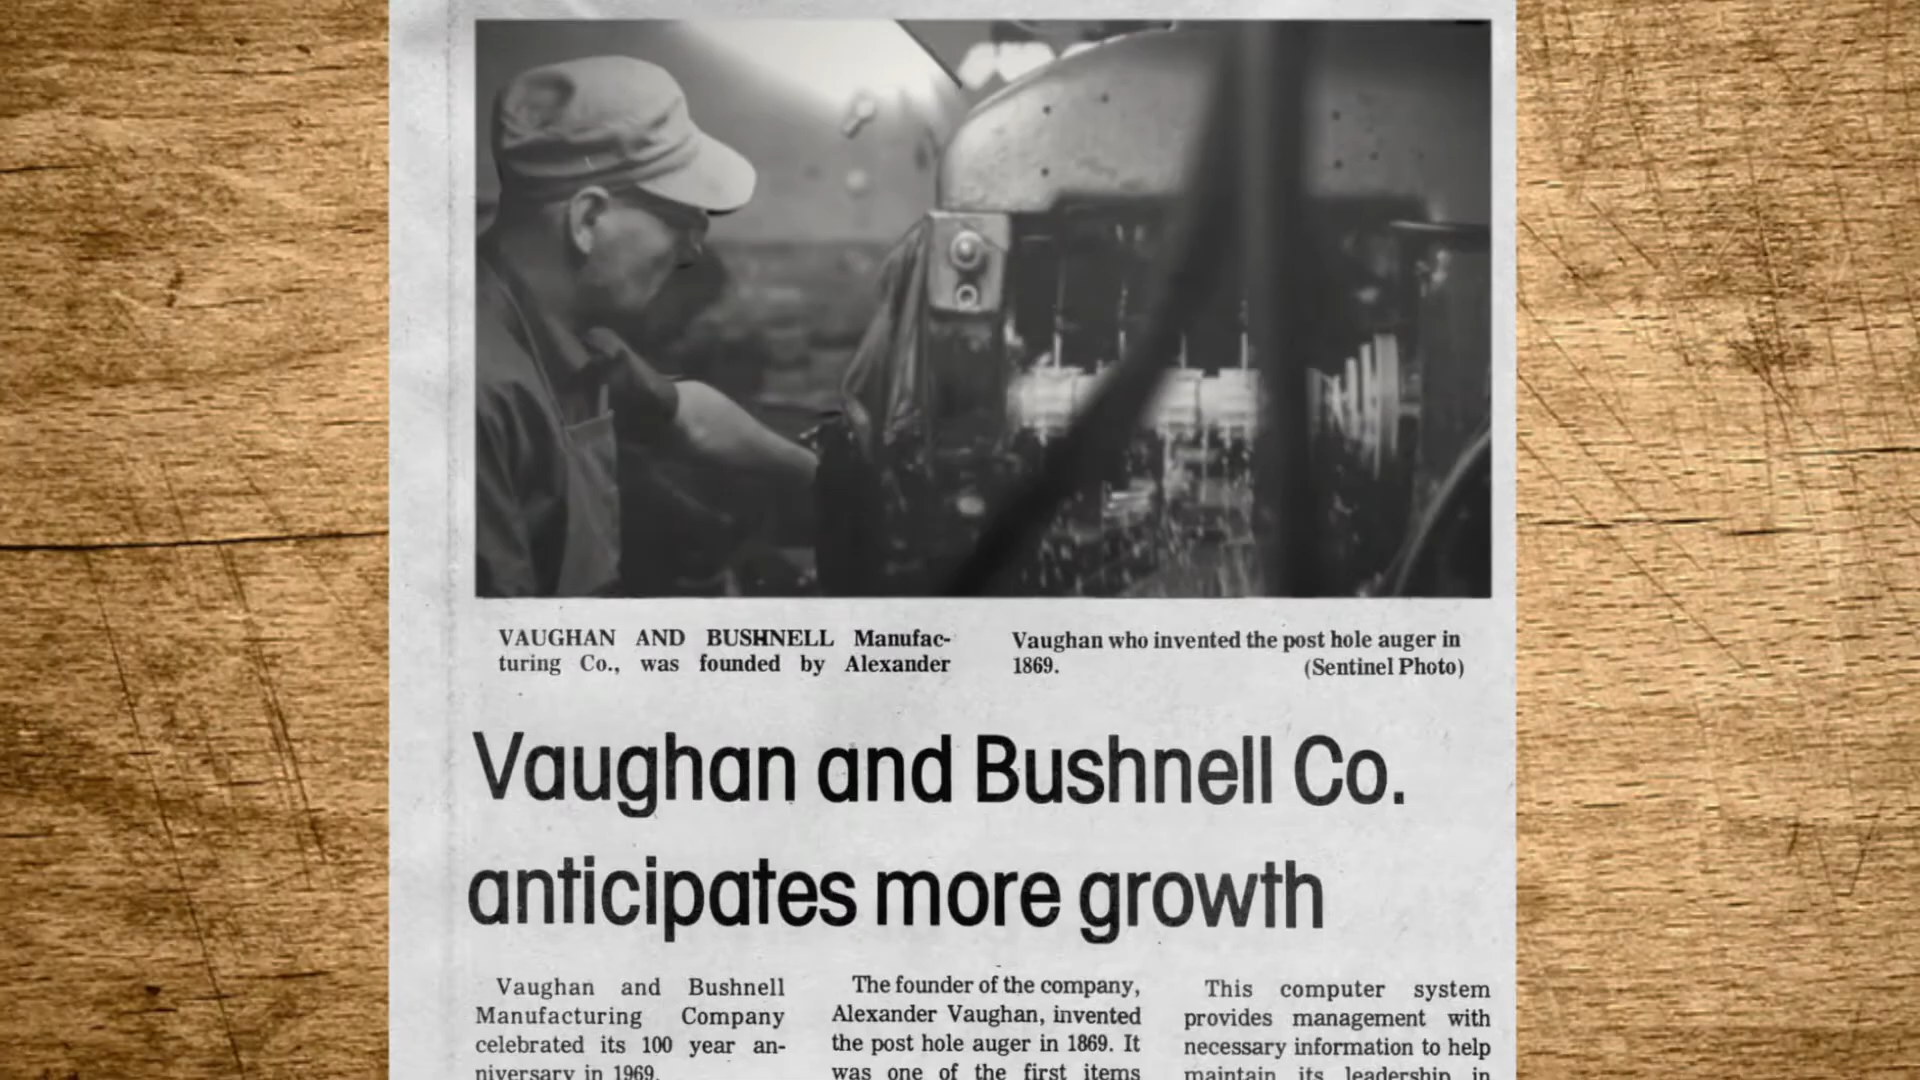 VAUGHAN AND BUSHNELL Manufac-
turing Co., was founded by Alexander
Vaughan who invented the post hole auger in
1869. (Sentinel Photo)
Vaughan and Bushnell Co.
anticipates more growth
Vaughan and Bushnell
Manufacturing Company
celebrated its 100 year an-
niversary in 1969.
The founder of the company,
Alexander Vaughan, invented
the post hole auger in 1869. It
was one of the first items
This computer system
provides management with
necessary information to help
maintain its leadership in